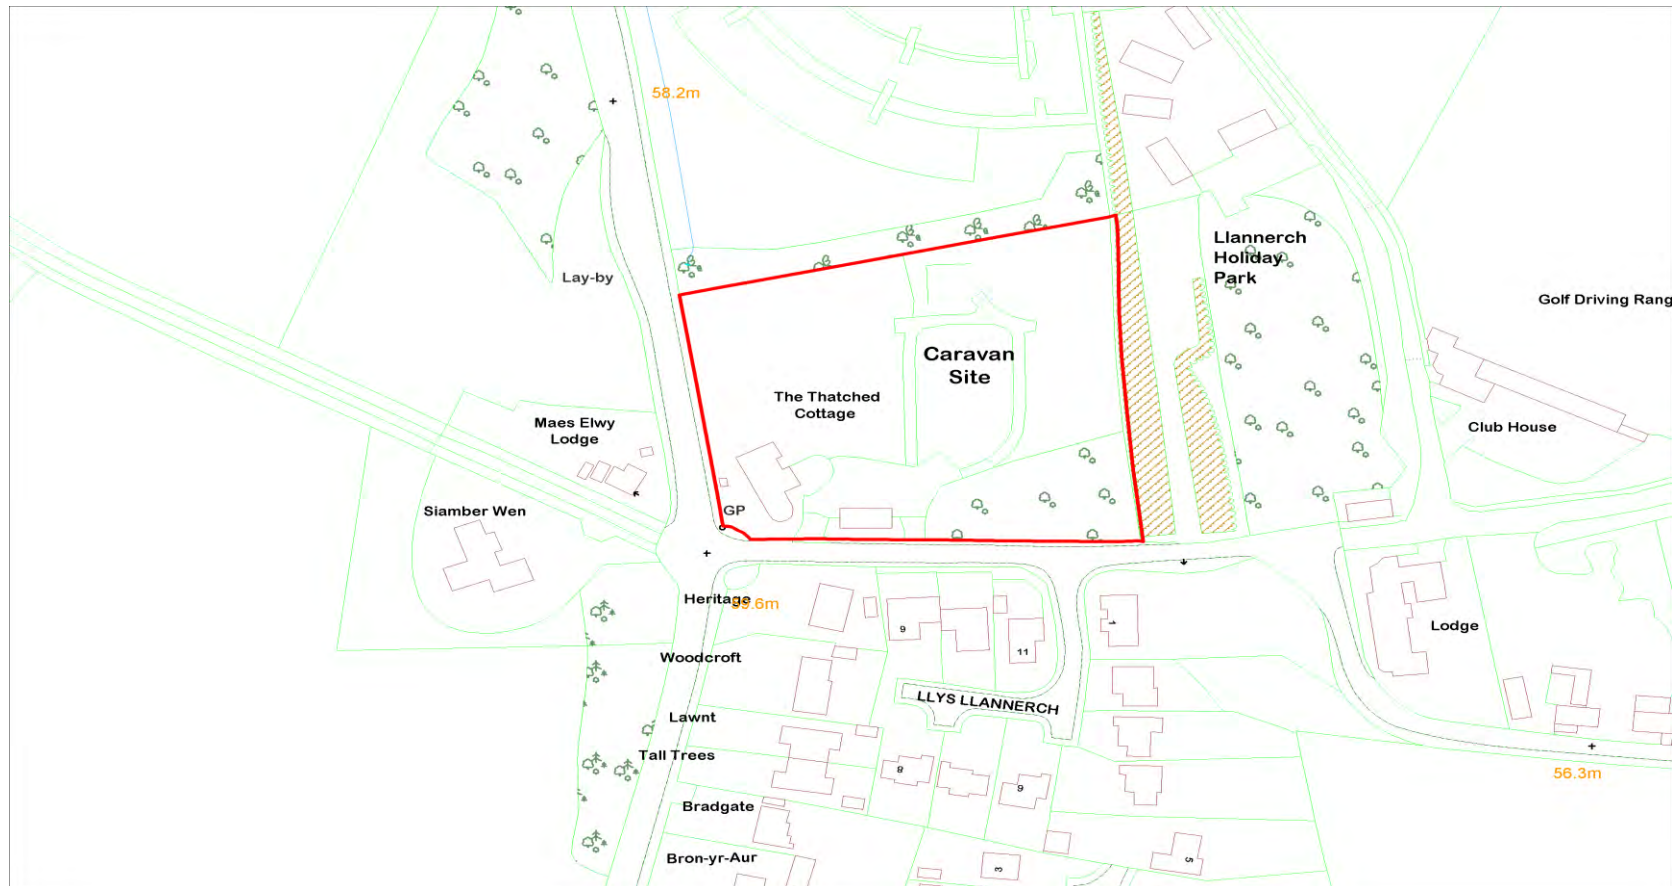 58.2m
Llannerch
Holiday
Park
Lay-by
Golf Driving Rang
Caravan
Site
The Thatched
Cottage
Maes Elwy
Lodge
Club House
Siamber Wen
GP
Heritage
59.6m
9
11
1
Lodge
Woodcroft
LLYS LLANNERCH
Lawnt
Tall Trees
8
9
56.3m
Bradgate
Bron-yr-Aur
3
5